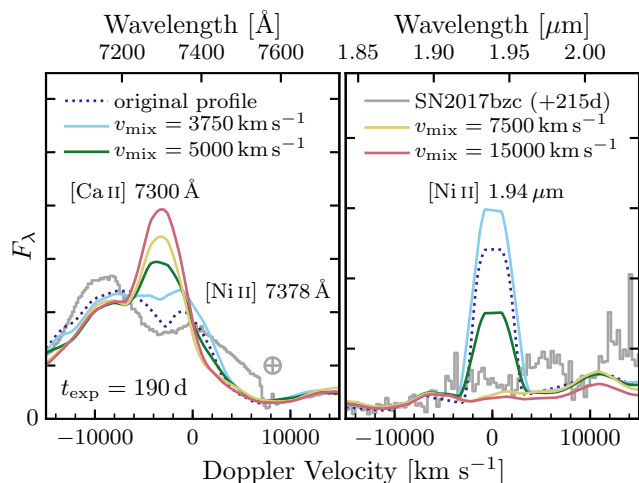 Wavelength [Å]
Wavelength [μm]
7200 7400 7600
1.85 1.92 1.95 2.00
original profile
v_mix = 3750 km s⁻¹
v_mix = 5000 km s⁻¹
SN2017bzc (+215d)
v_mix = 7500 km s⁻¹
v_mix = 15000 km s⁻¹
[Ca II] 7300 Å
[Ni II] 7378 Å
[Ni II] 1.94 μm
F_λ
⊕
t_exp = 190 d
0
−10000 0 10000
−10000 0 10000
Doppler Velocity [km s⁻¹]